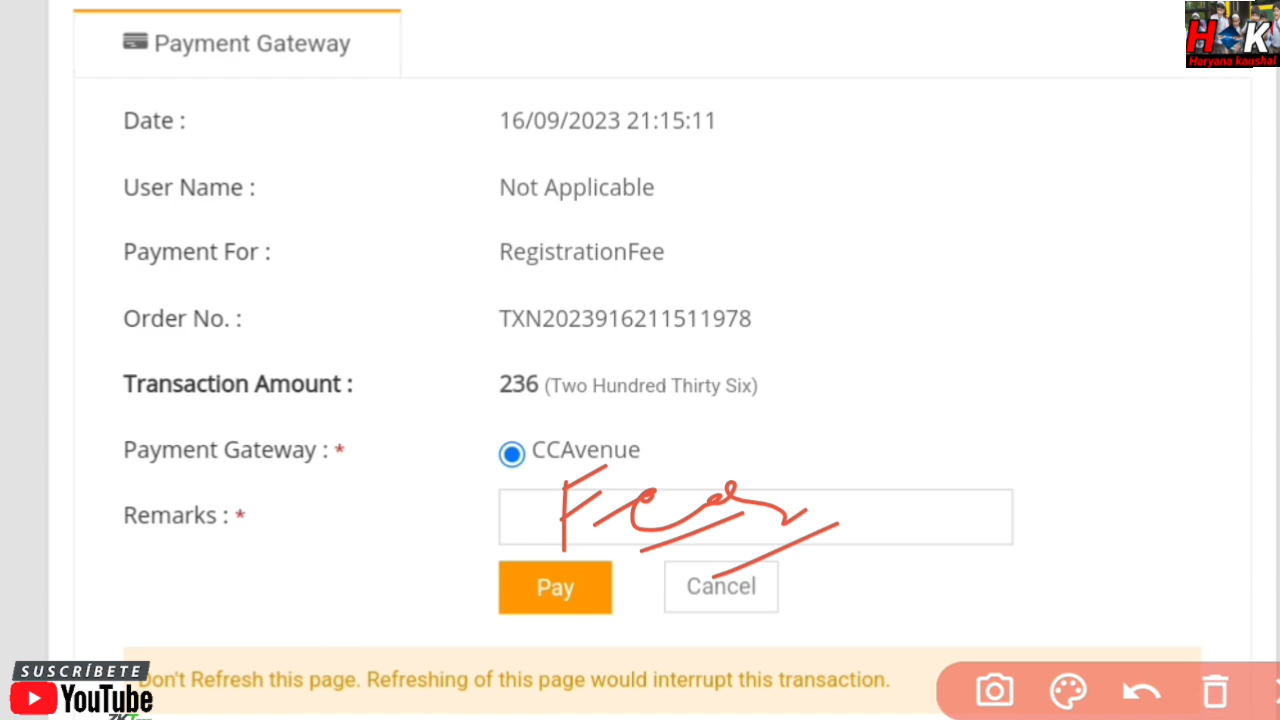 Payment Gateway
H K
Haryana kaushal
Date : 16/09/2023 21:15:11
User Name : Not Applicable
Payment For : RegistrationFee
Order No. : TXN2023916211511978
Transaction Amount : 236 (Two Hundred Thirty Six)
Payment Gateway : * CCAvenue
Remarks : * Fees
Pay Cancel
Don't Refresh this page. Refreshing of this page would interrupt this transaction.
SUSCRÍBETE
YouTube